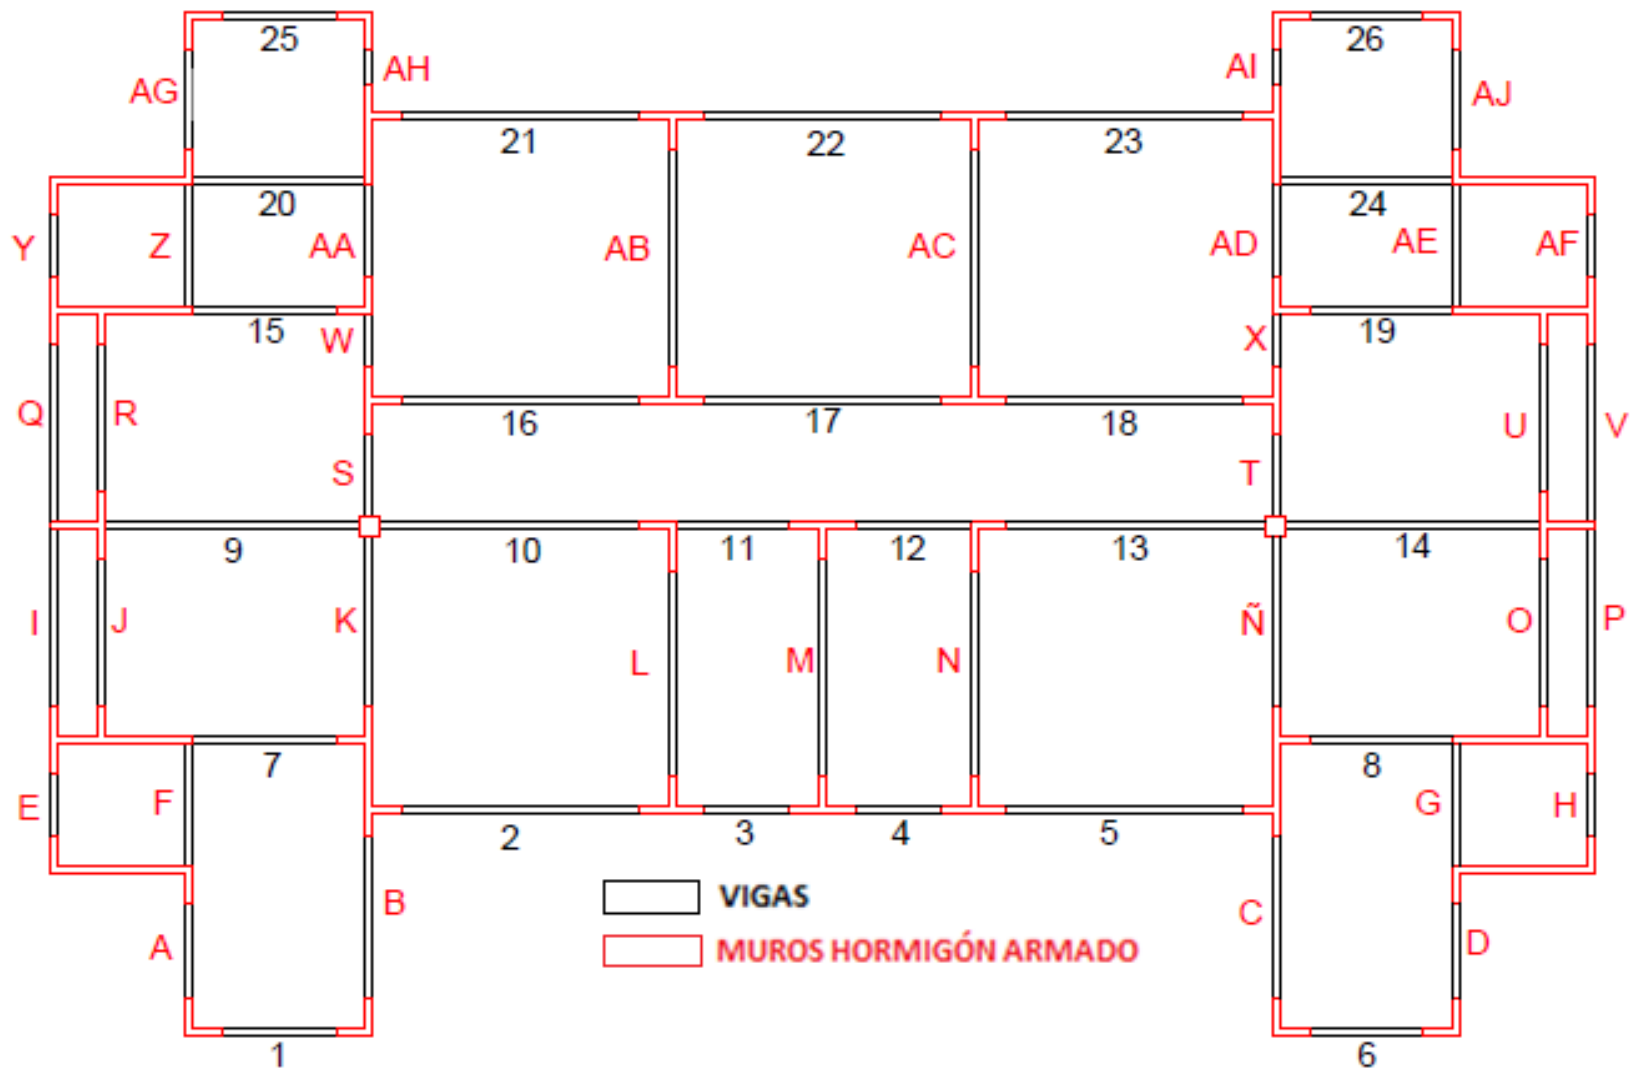 25 26
AG AH AI AJ
21 22 23
20 24
Y Z AA AB AC AD AE AF
15 W X 19
Q R 16 17 18 U V
S T
9 10 11 12 13 14
I J K Ñ O P
L M N
7 8
E F 2 3 4 5 G H
A B C D
VIGAS
MUROS HORMIGÓN ARMADO
1 6